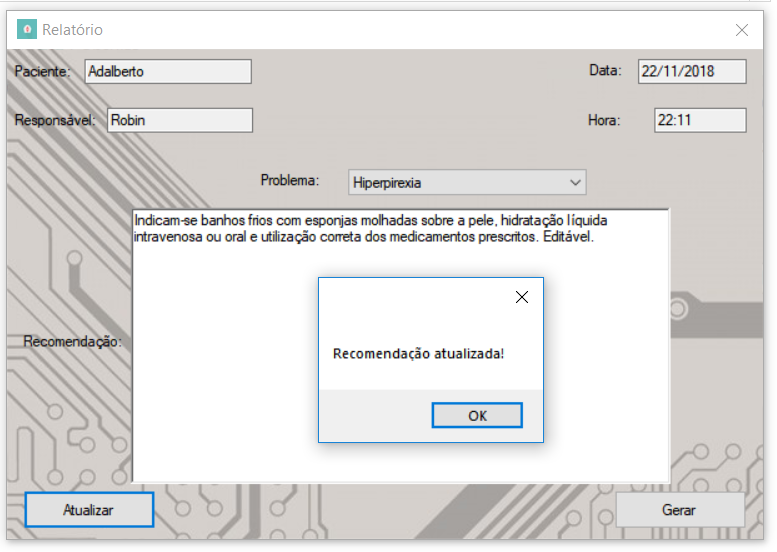 Relatório
Paciente: Adalberto Data: 22/11/2018
Responsável: Robin Hora: 22:11
Problema: Hiperpirexia
Indicam-se banhos frios com esponjas molhadas sobre a pele, hidratação líquida
intravenosa ou oral e utilização correta dos medicamentos prescritos. Editável.
Recomendação:
Recomendação atualizada!
OK
Atualizar Gerar